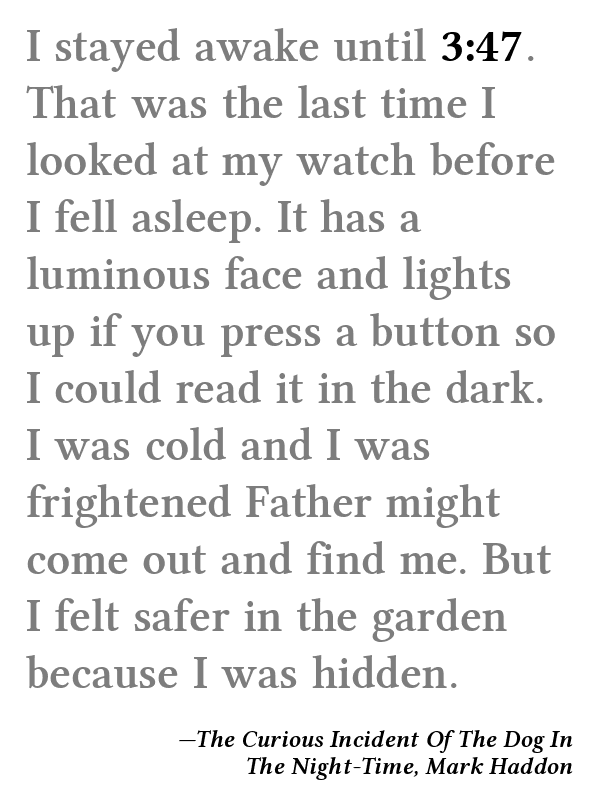 I stayed awake until 3:47.
That was the last time I
looked at my watch before
I fell asleep. It has a
luminous face and lights
up if you press a button so
I could read it in the dark.
I was cold and I was
frightened Father might
come out and find me. But
I felt safer in the garden
because I was hidden.
—The Curious Incident Of The Dog In
The Night-Time, Mark Haddon